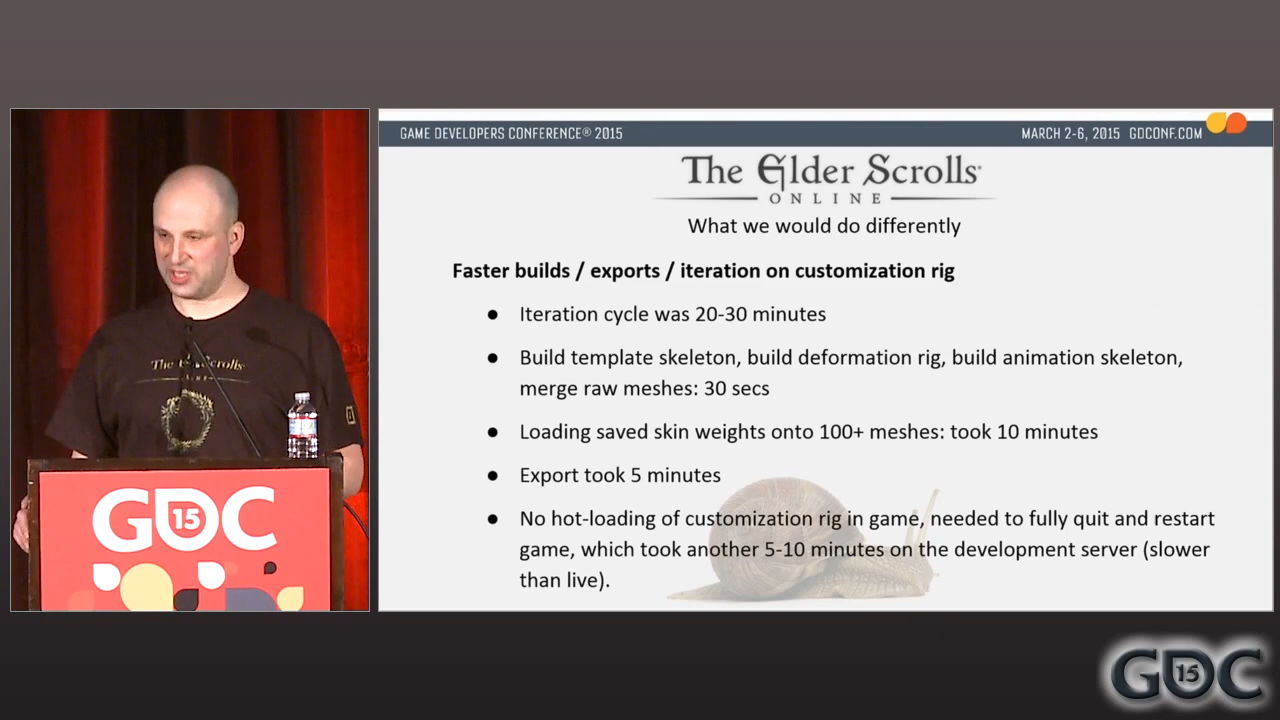 GAME DEVELOPERS CONFERENCE® 2015
MARCH 2-6, 2015 GDCONF.COM
The Elder Scrolls
ONLINE
What we would do differently
Faster builds / exports / iteration on customization rig
● Iteration cycle was 20-30 minutes
● Build template skeleton, build deformation rig, build animation skeleton,
merge raw meshes: 30 secs
● Loading saved skin weights onto 100+ meshes: took 10 minutes
● Export took 5 minutes
● No hot-loading of customization rig in game, needed to fully quit and restart
game, which took another 5-10 minutes on the development server (slower
than live).
The Elder Scrolls
GDC
15
GDC
15